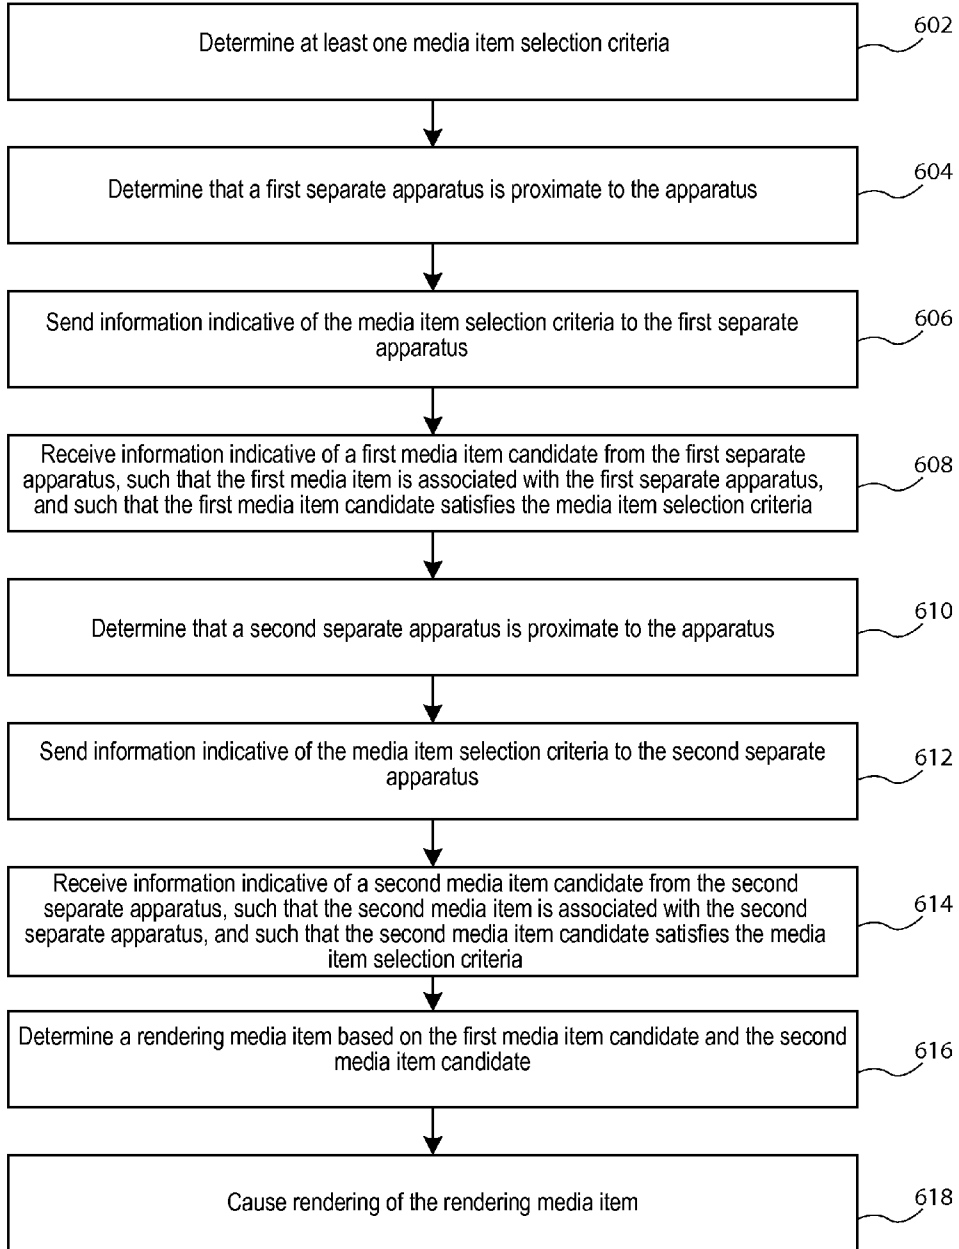 Determine at least one media item selection criteria
602
Determine that a first separate apparatus is proximate to the apparatus
604
Send information indicative of the media item selection criteria to the first separate
apparatus
606
Receive information indicative of a first media item candidate from the first separate
apparatus, such that the first media item is associated with the first separate apparatus,
and such that the first media item candidate satisfies the media item selection criteria
608
Determine that a second separate apparatus is proximate to the apparatus
610
Send information indicative of the media item selection criteria to the second separate
apparatus
612
Receive information indicative of a second media item candidate from the second
separate apparatus, such that the second media item is associated with the second
separate apparatus, and such that the second media item candidate satisfies the media
item selection criteria
614
Determine a rendering media item based on the first media item candidate and the second
media item candidate
616
Cause rendering of the rendering media item
618